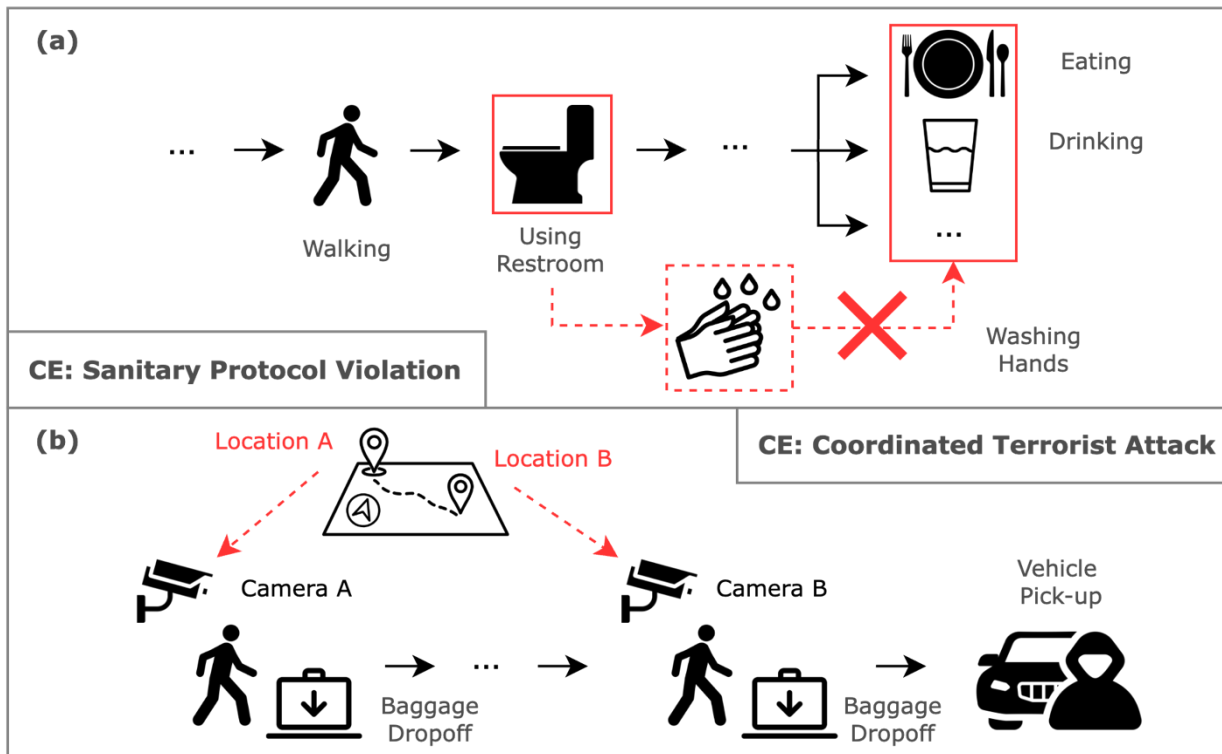 (a)
Eating
Drinking
...
...
...
Walking
Using
Restroom
Washing
Hands
CE: Sanitary Protocol Violation
(b)
Location A
Location B
CE: Coordinated Terrorist Attack
Camera A
Camera B
Vehicle
Pick-up
...
Baggage
Dropoff
Baggage
Dropoff